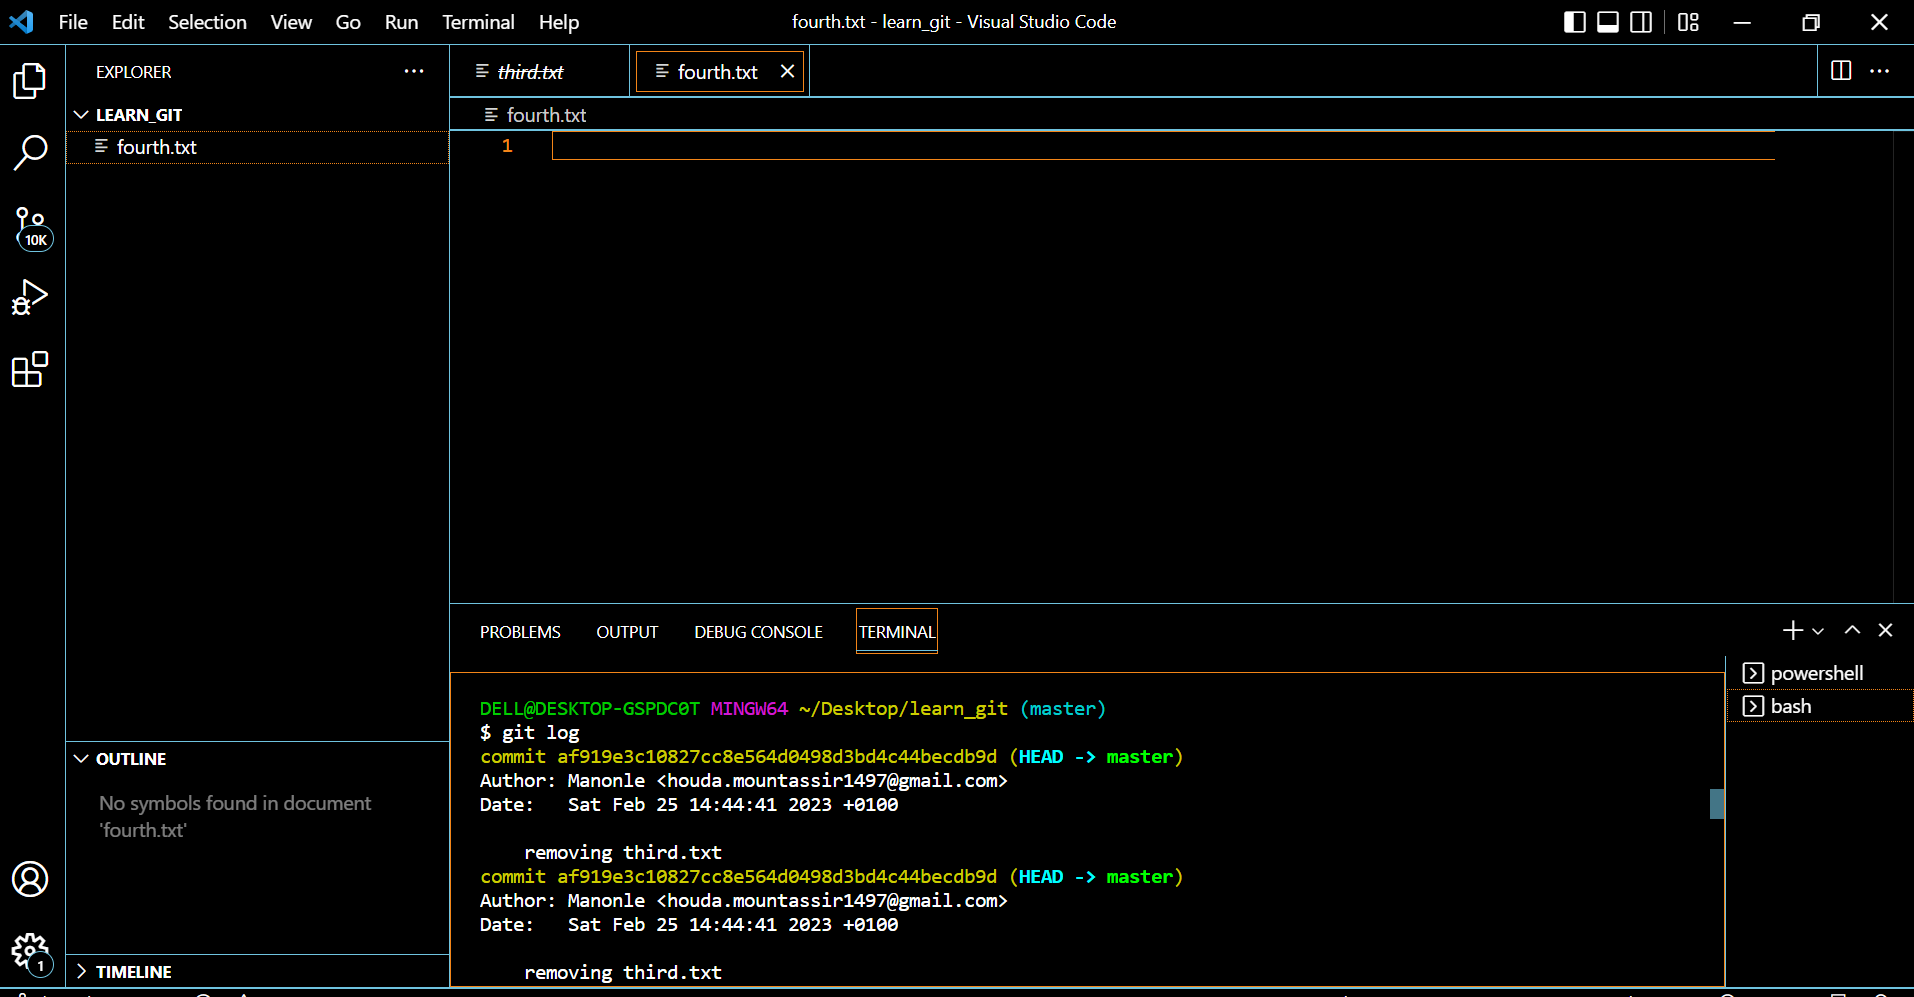 File Edit Selection View Go Run Terminal Help
fourth.txt - learn_git - Visual Studio Code
EXPLORER
LEARN_GIT
fourth.txt
10K
OUTLINE
No symbols found in document
'fourth.txt'
1
TIMELINE
third.txt
fourth.txt
fourth.txt
1
PROBLEMS OUTPUT DEBUG CONSOLE TERMINAL
DELL@DESKTOP-GSPDC0T MINGW64 ~/Desktop/learn_git (master)
$ git log
commit af919e3c10827cc8e564d0498d3bd4c44becdb9d (HEAD -> master)
Author: Manonle <houda.mountassir1497@gmail.com>
Date:   Sat Feb 25 14:44:41 2023 +0100
removing third.txt
commit af919e3c10827cc8e564d0498d3bd4c44becdb9d (HEAD -> master)
Author: Manonle <houda.mountassir1497@gmail.com>
Date:   Sat Feb 25 14:44:41 2023 +0100
removing third.txt
powershell
bash